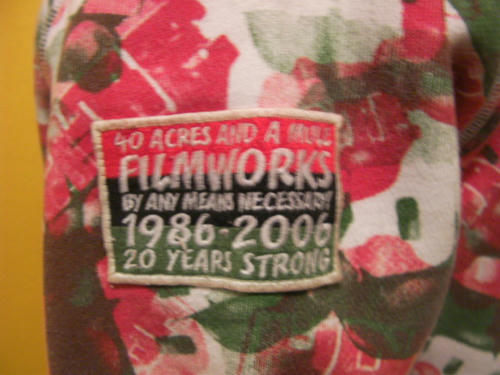 40 ACRES AND A MULE
FILMWORKS
BY ANY MEANS NECESSARY
1986-2006
20 YEARS STRONG